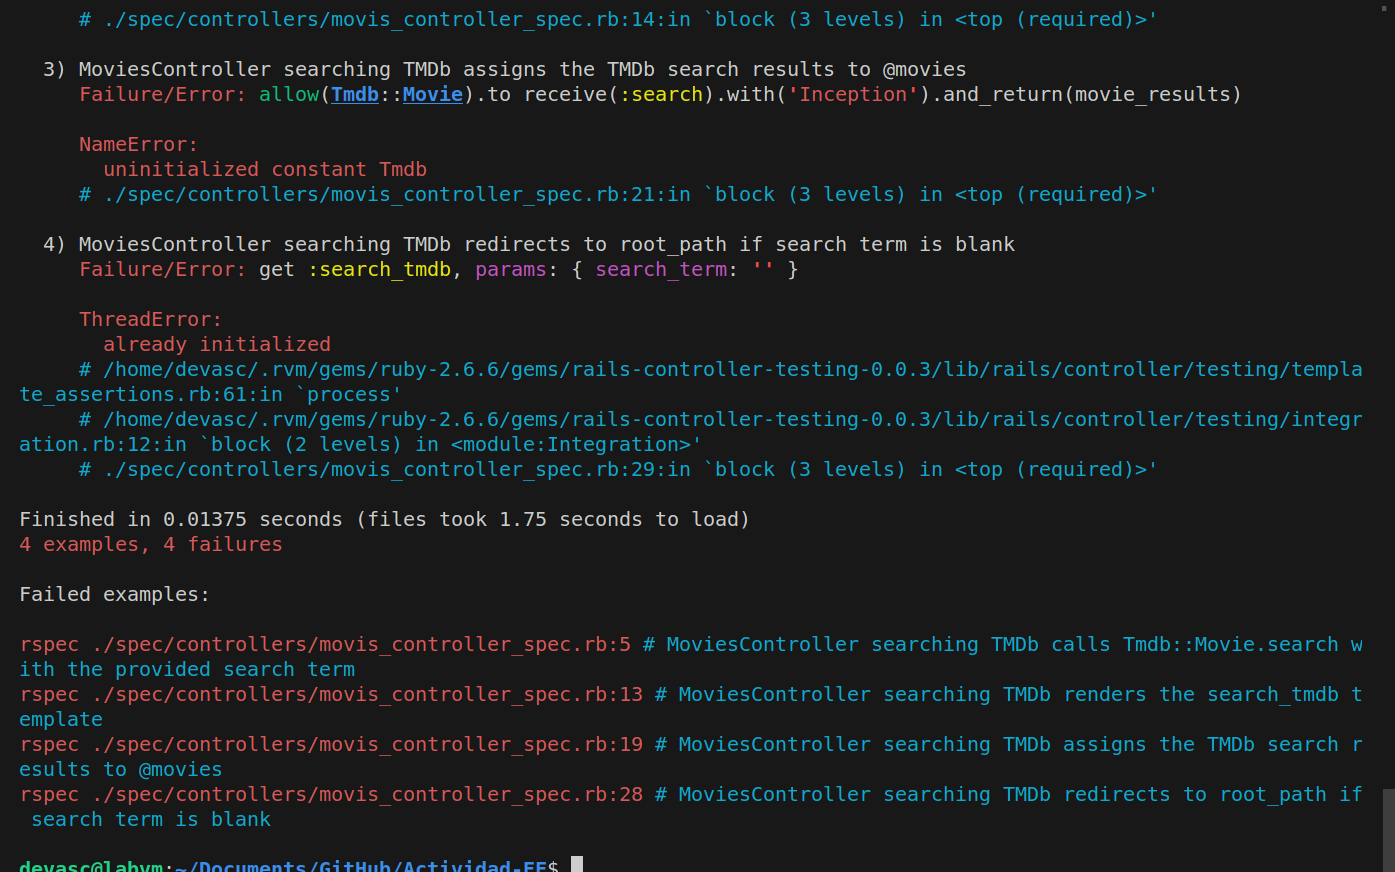 # ./spec/controllers/movis_controller_spec.rb:14:in `block (3 levels) in <top (required)>'
3) MoviesController searching TMDb assigns the TMDb search results to @movies
Failure/Error: allow(Tmdb::Movie).to receive(:search).with('Inception').and_return(movie_results)
NameError:
uninitialized constant Tmdb
# ./spec/controllers/movis_controller_spec.rb:21:in `block (3 levels) in <top (required)>'
4) MoviesController searching TMDb redirects to root_path if search term is blank
Failure/Error: get :search_tmdb, params: { search_term: '' }
ThreadError:
already initialized
# /home/devasc/.rvm/gems/ruby-2.6.6/gems/rails-controller-testing-0.0.3/lib/rails/controller/testing/templa
te_assertions.rb:61:in `process'
# /home/devasc/.rvm/gems/ruby-2.6.6/gems/rails-controller-testing-0.0.3/lib/rails/controller/testing/integr
ation.rb:12:in `block (2 levels) in <module:Integration>'
# ./spec/controllers/movis_controller_spec.rb:29:in `block (3 levels) in <top (required)>'
Finished in 0.01375 seconds (files took 1.75 seconds to load)
4 examples, 4 failures
Failed examples:
rspec ./spec/controllers/movis_controller_spec.rb:5 # MoviesController searching TMDb calls Tmdb::Movie.search w
ith the provided search term
rspec ./spec/controllers/movis_controller_spec.rb:13 # MoviesController searching TMDb renders the search_tmdb t
emplate
rspec ./spec/controllers/movis_controller_spec.rb:19 # MoviesController searching TMDb assigns the TMDb search r
esults to @movies
rspec ./spec/controllers/movis_controller_spec.rb:28 # MoviesController searching TMDb redirects to root_path if
search term is blank
devasc@labvm:~/Documents/GitHub/Actividad-EE$